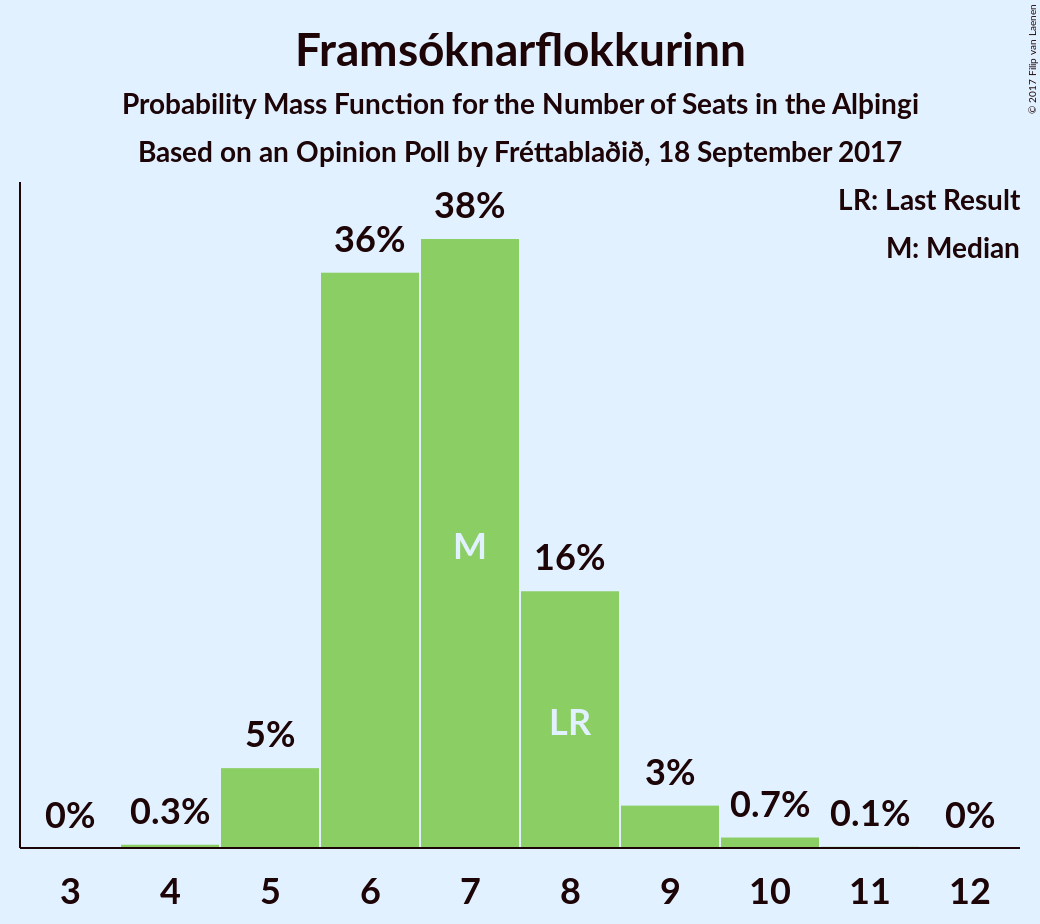 Framsóknarflokkurinn
Probability Mass Function for the Number of Seats in the Alþingi
Based on an Opinion Poll by Fréttablaðið, 18 September 2017
© 2017 Filip van Laenen
LR: Last Result
M: Median
0% 0.3% 5% 36% 38% 16% 3% 0.7% 0.1% 0%
M
LR
3 4 5 6 7 8 9 10 11 12